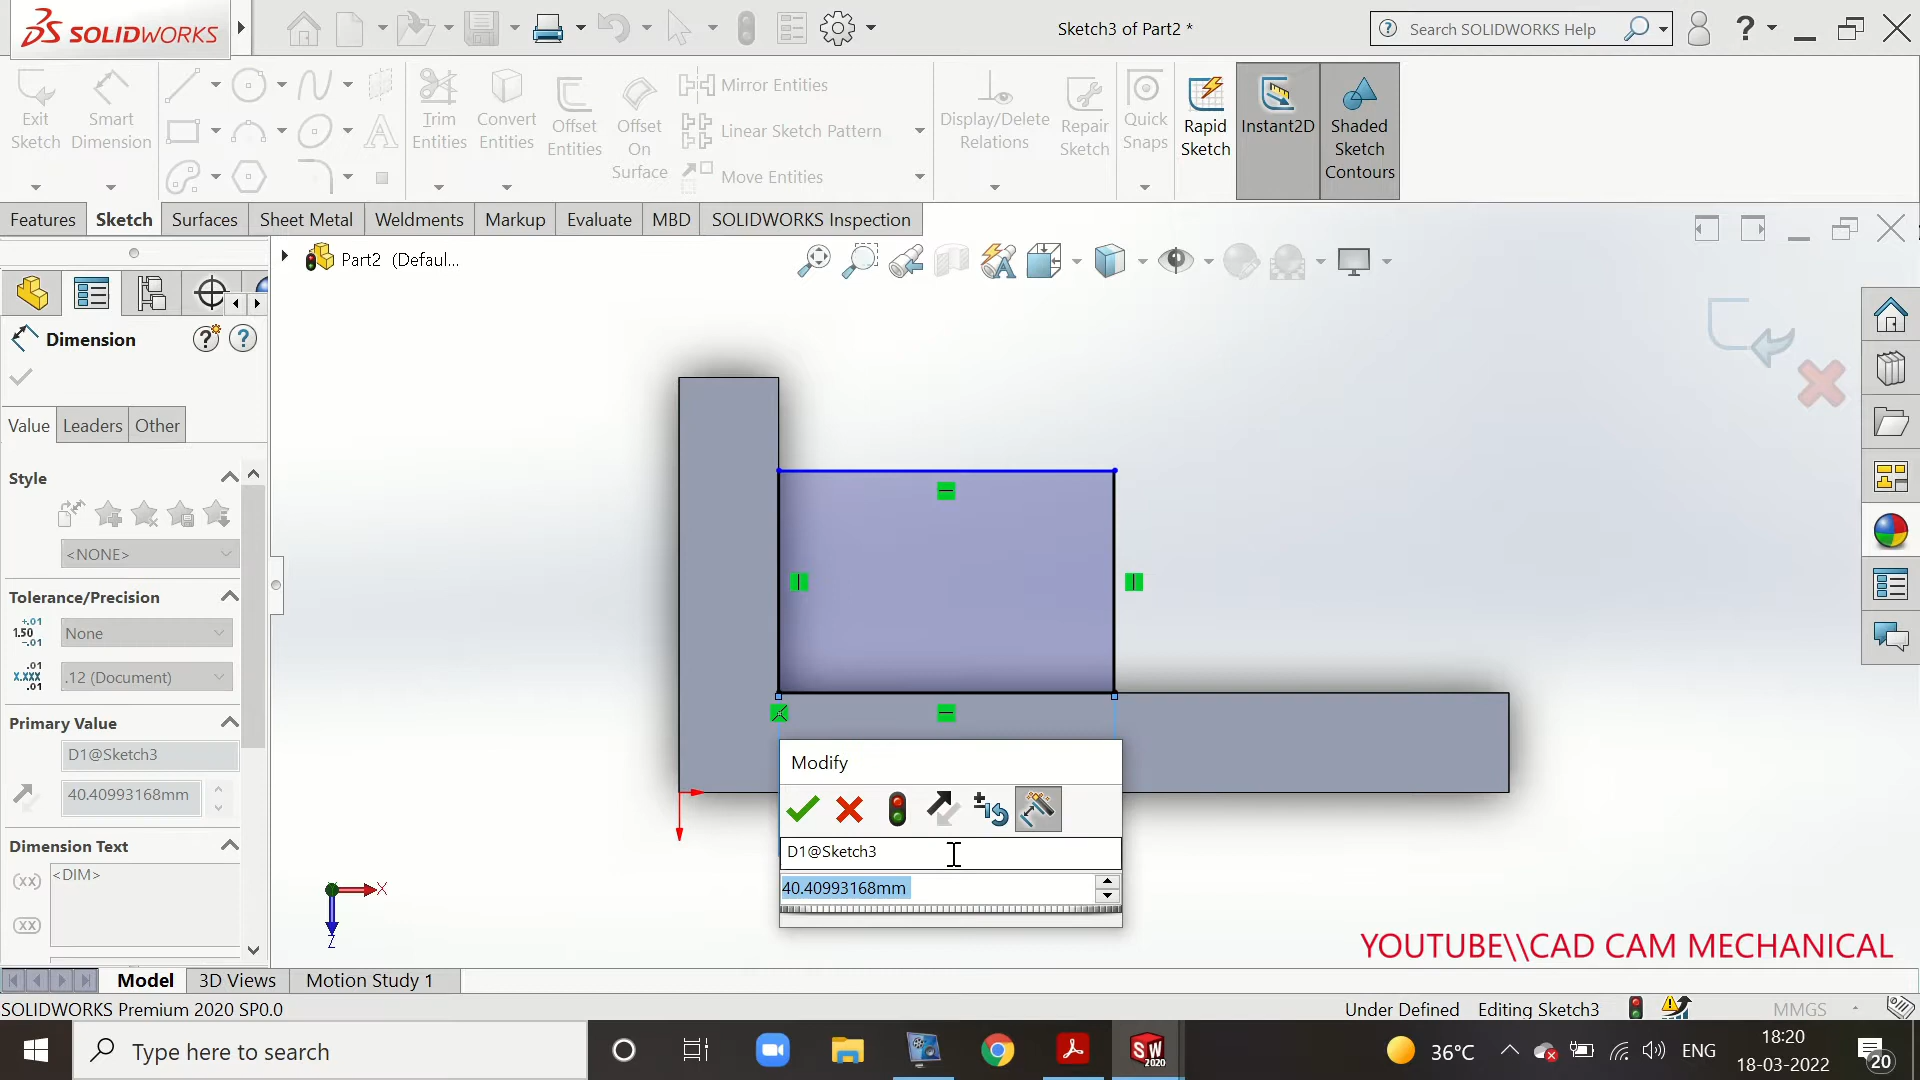 SOLIDWORKS
Sketch3 of Part2 *
Search SOLIDWORKS Help
Exit Sketch
Smart Dimension
Trim Entities
Convert Entities
Offset Entities
Offset On Surface
Mirror Entities
Linear Sketch Pattern
Move Entities
Display/Delete Relations
Repair Sketch
Quick Snaps
Rapid Sketch
Instant2D
Shaded Sketch Contours
Features
Sketch
Surfaces
Sheet Metal
Weldments
Markup
Evaluate
MBD
SOLIDWORKS Inspection
Part2 (Defaul...
Dimension
Value
Leaders
Other
Style
<NONE>
Tolerance/Precision
None
.12 (Document)
Primary Value
D1@Sketch3
40.40993168mm
Dimension Text
<DIM>
Modify
D1@Sketch3
40.40993168mm
X
Z
YOUTUBE\\CAD CAM MECHANICAL
Model
3D Views
Motion Study 1
SOLIDWORKS Premium 2020 SP0.0
Under Defined
Editing Sketch3
MMGS
Type here to search
SW 2020
36°C
ENG
18:20
18-03-2022
20